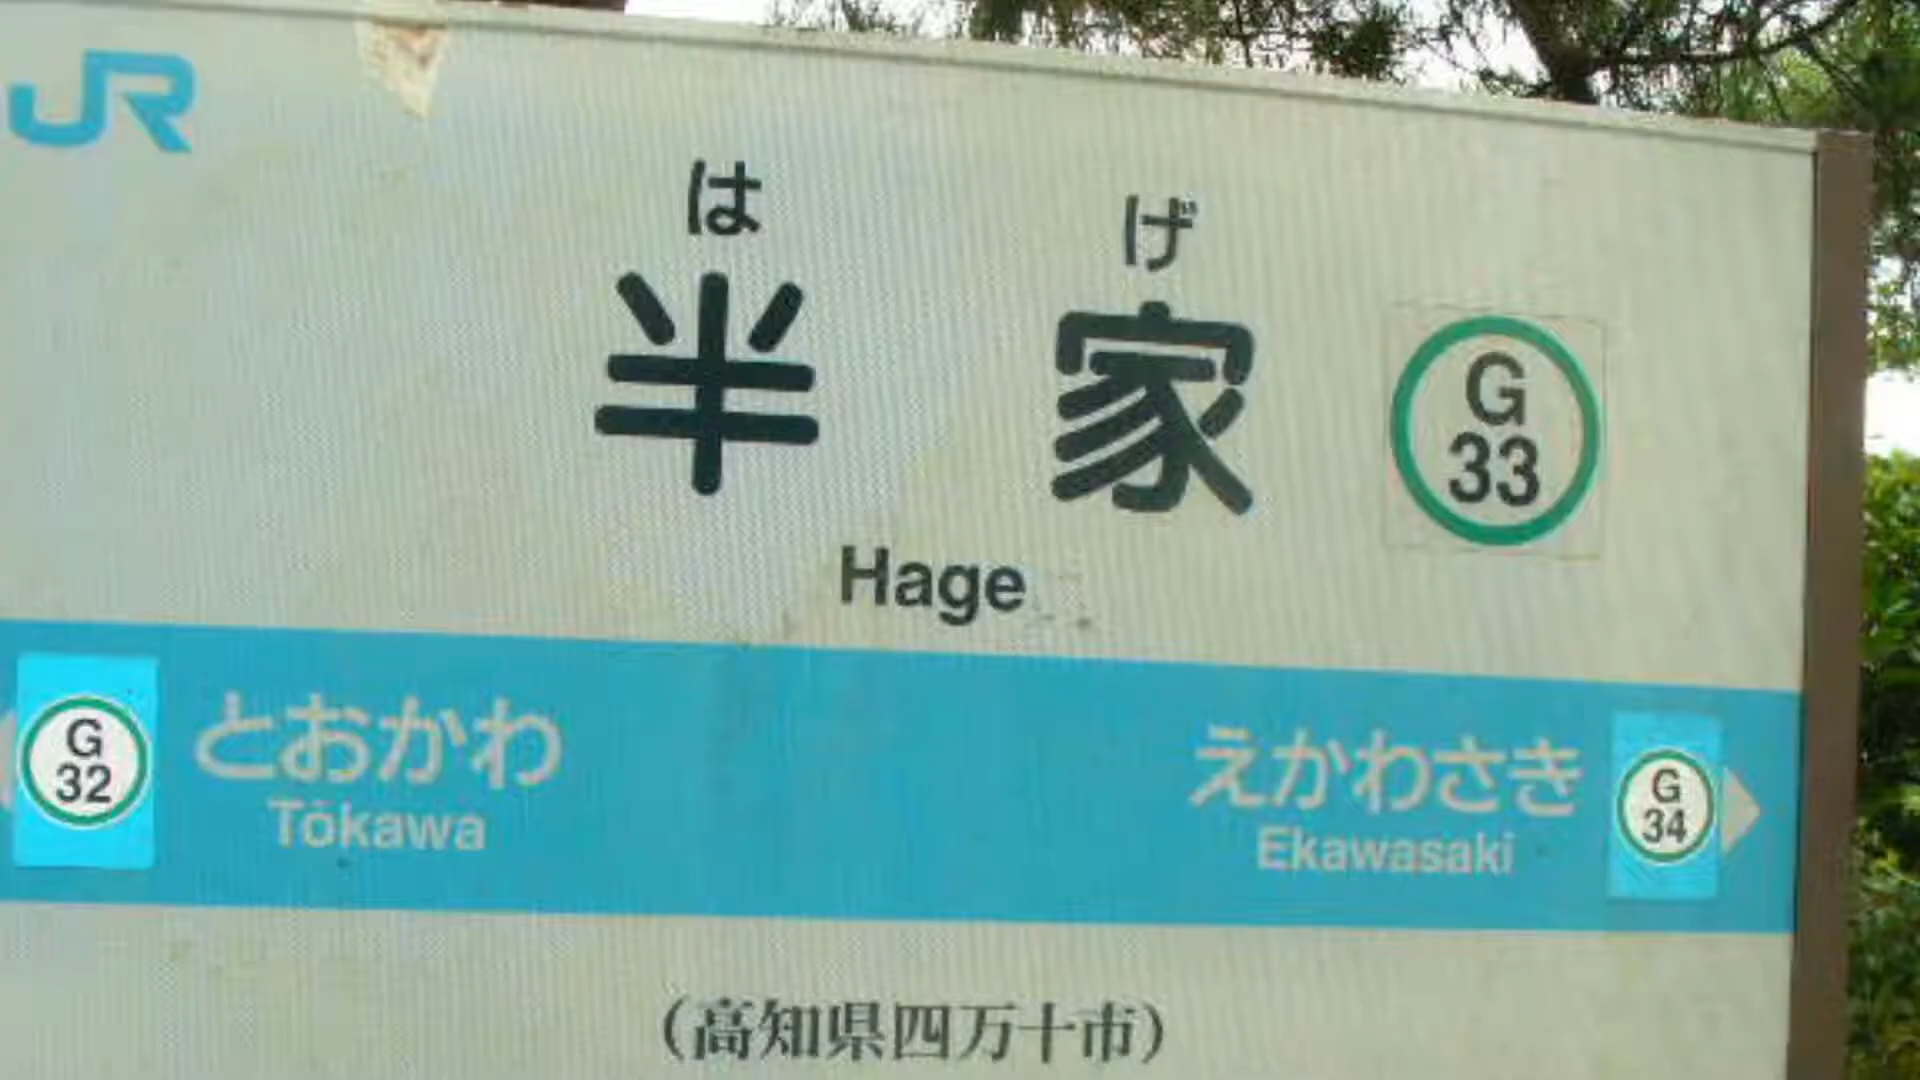 JR
は げ
半 家
G
33
Hage
G
32
とおかわ
Tōkawa
えかわさき
Ekawasaki
G
34
(高知県四万十市)